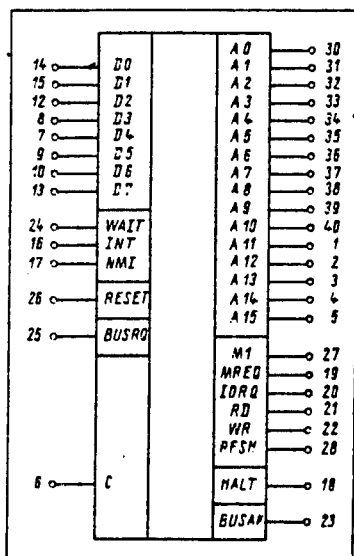 14 D0
15 D1
12 D2
8 D3
7 D4
9 D5
10 D6
13 D7
24 WAIT
16 INT
17 NMI
26 RESET
25 BUSRQ
6 C
A0 30
A1 31
A2 32
A3 33
A4 34
A5 35
A6 36
A7 37
A8 38
A9 39
A10 40
A11 1
A12 2
A13 3
A14 4
A15 5
M1 27
MREQ 19
IORQ 20
RD 21
WR 22
RFSH 28
HALT 18
BUSAK 23